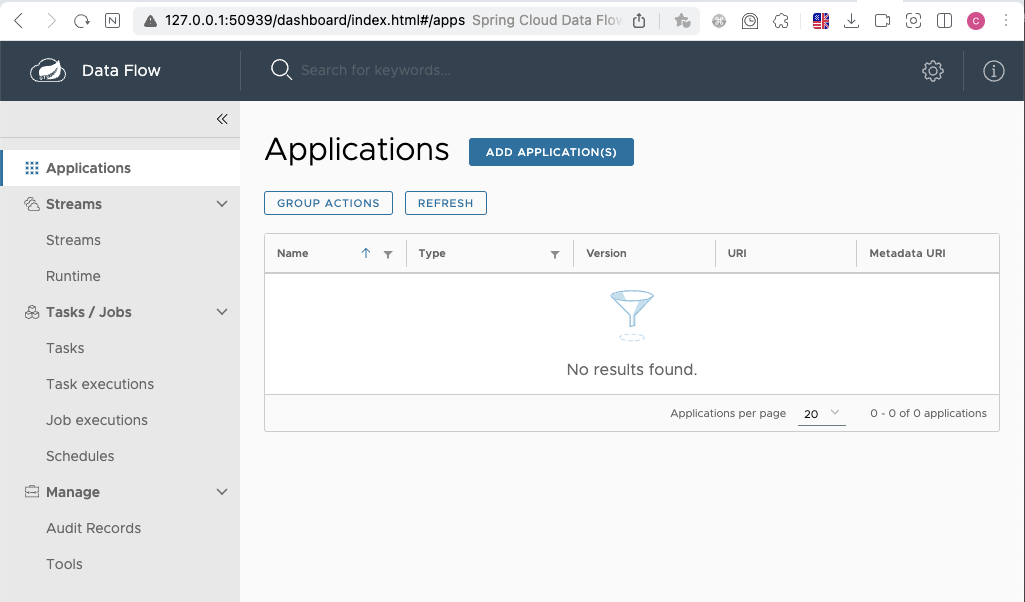 127.0.0.1:50939/dashboard/index.html#/apps Spring Cloud Data Flow
C
Data Flow
Search for keywords...
Applications
Streams
Streams
Runtime
Tasks / Jobs
Tasks
Task executions
Job executions
Schedules
Manage
Audit Records
Tools
Applications
ADD APPLICATION(S)
GROUP ACTIONS
REFRESH
Name
Type
Version
URI
Metadata URI
No results found.
Applications per page
20
0 - 0 of 0 applications